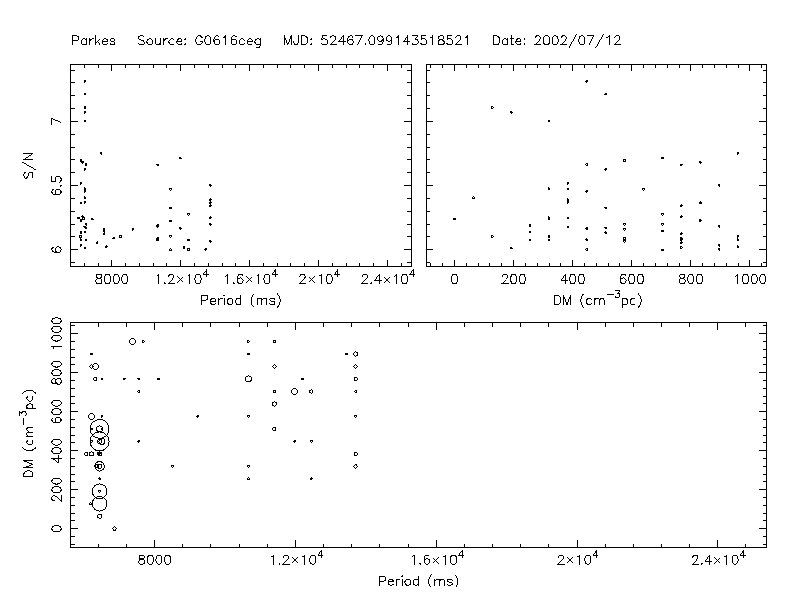 Parkes Source: G0616ceg MJD: 52467.099143518521 Date: 2002/07/12
7
6.5
6
S/N
8000 1.2×10⁴ 1.6×10⁴ 2×10⁴ 2.4×10⁴
Period (ms)
0 200 400 600 800 1000
DM (cm⁻³pc)
1000
800
600
400
200
0
DM (cm⁻³pc)
8000 1.2×10⁴ 1.6×10⁴ 2×10⁴ 2.4×10⁴
Period (ms)